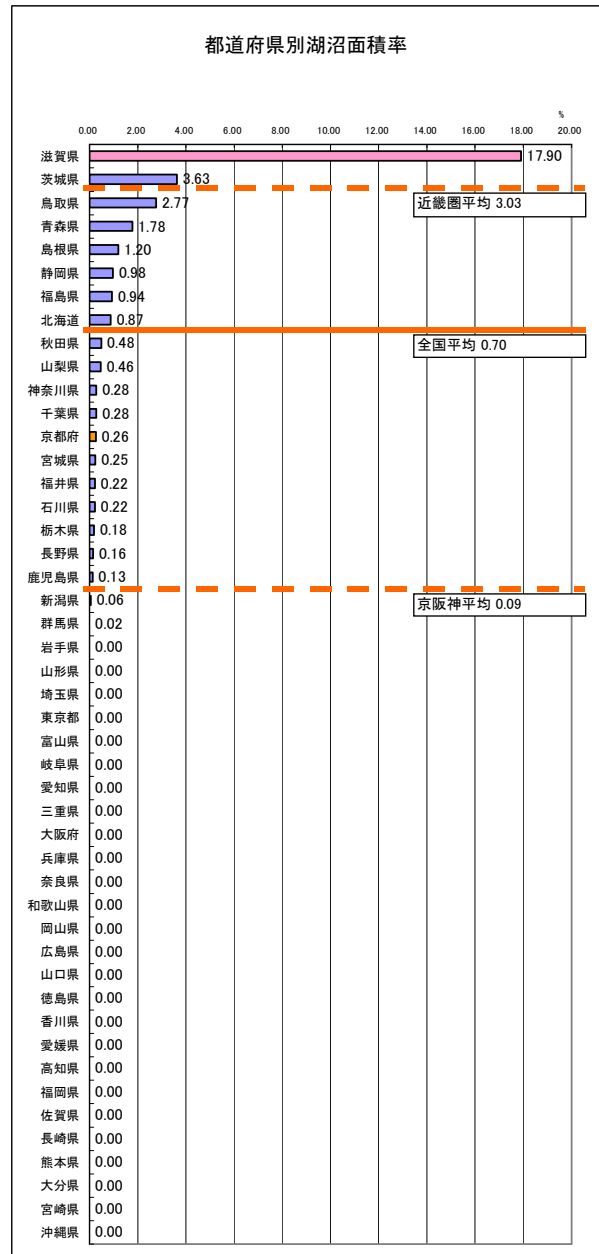 都道府県別湖沼面積率
%
0.00 2.00 4.00 6.00 8.00 10.00 12.00 14.00 16.00 18.00 20.00
滋賀県 17.90
茨城県 3.63
近畿圏平均 3.03
鳥取県 2.77
青森県 1.78
島根県 1.20
静岡県 0.98
福島県 0.94
北海道 0.87
全国平均 0.70
秋田県 0.48
山梨県 0.46
神奈川県 0.28
千葉県 0.28
京都府 0.26
宮城県 0.25
福井県 0.22
石川県 0.22
栃木県 0.18
長野県 0.16
鹿児島県 0.13
京阪神平均 0.09
新潟県 0.06
群馬県 0.02
岩手県 0.00
山形県 0.00
埼玉県 0.00
東京都 0.00
富山県 0.00
岐阜県 0.00
愛知県 0.00
三重県 0.00
大阪府 0.00
兵庫県 0.00
奈良県 0.00
和歌山県 0.00
岡山県 0.00
広島県 0.00
山口県 0.00
徳島県 0.00
香川県 0.00
愛媛県 0.00
高知県 0.00
福岡県 0.00
佐賀県 0.00
長崎県 0.00
熊本県 0.00
大分県 0.00
宮崎県 0.00
沖縄県 0.00